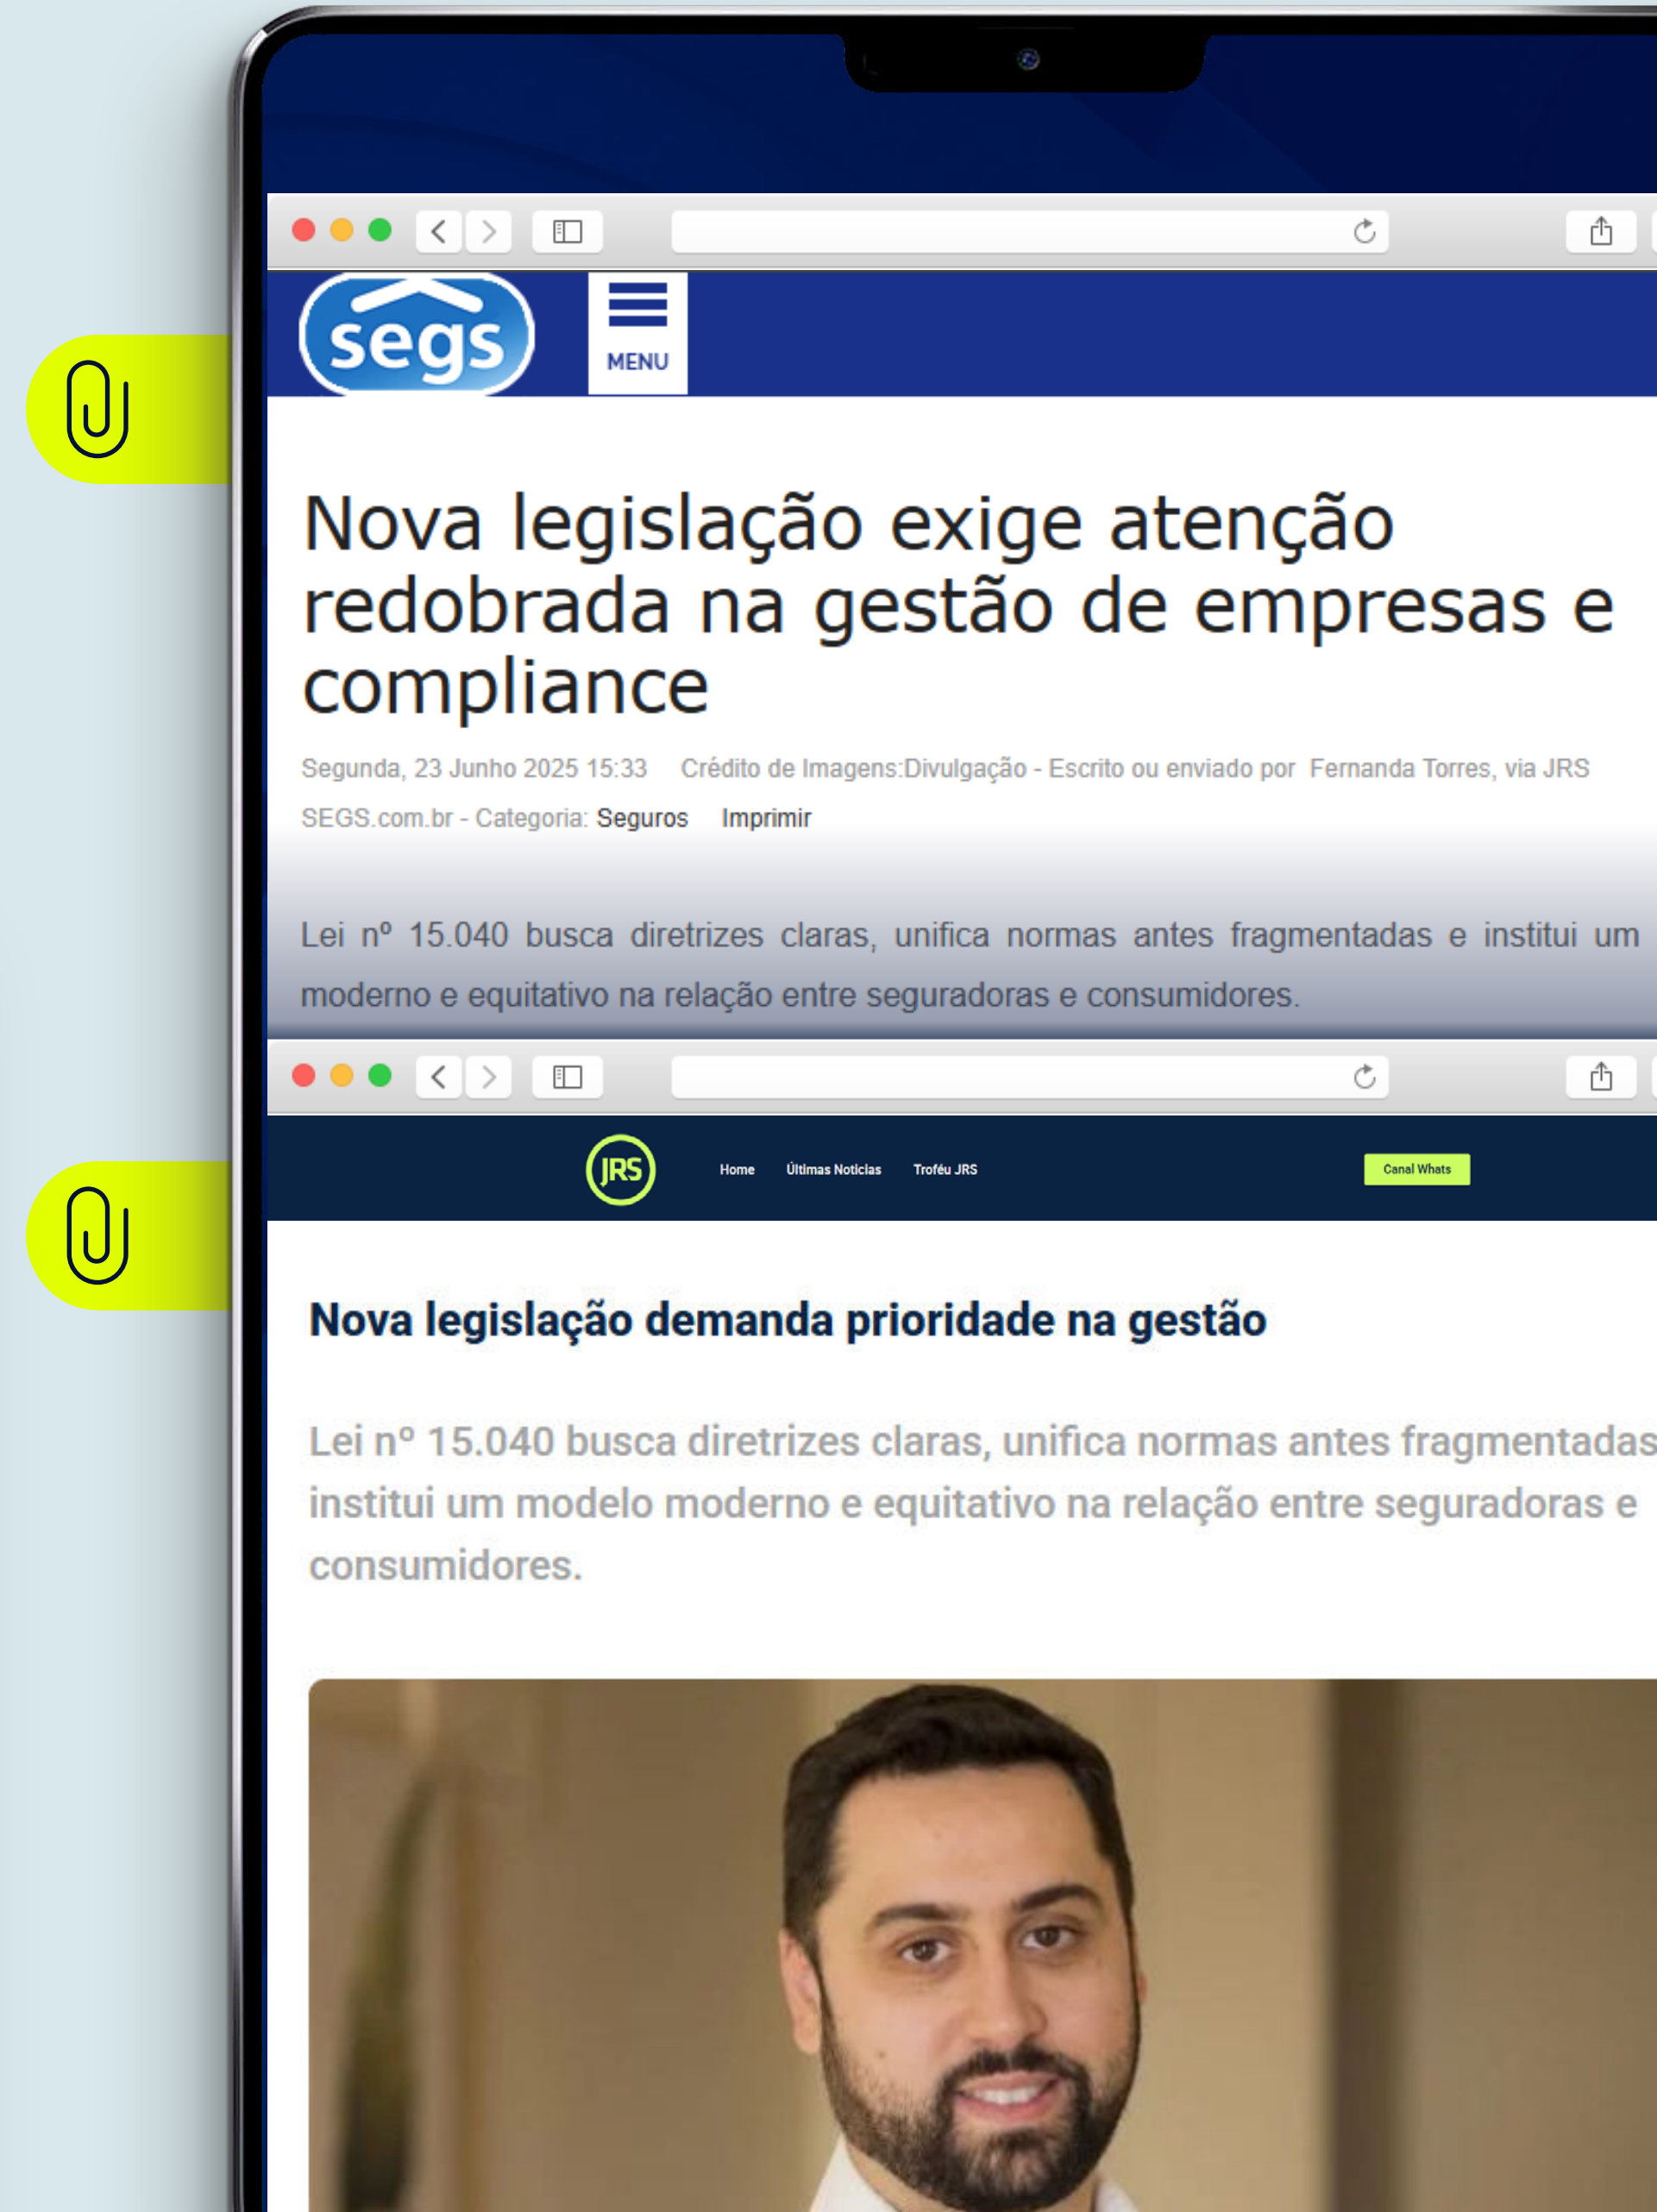 segs
MENU
Nova legislação exige atenção
redobrada na gestão de empresas e
compliance
Segunda, 23 Junho 2025 15:33 Crédito de Imagens:Divulgação - Escrito ou enviado por Fernanda Torres, via JRS
SEGS.com.br - Categoria: Seguros Imprimir
Lei nº 15.040 busca diretrizes claras, unifica normas antes fragmentadas e institui um
moderno e equitativo na relação entre seguradoras e consumidores.
JRS Home Últimas Noticias Troféu JRS Canal Whats
Nova legislação demanda prioridade na gestão
Lei nº 15.040 busca diretrizes claras, unifica normas antes fragmentadas
institui um modelo moderno e equitativo na relação entre seguradoras e
consumidores.